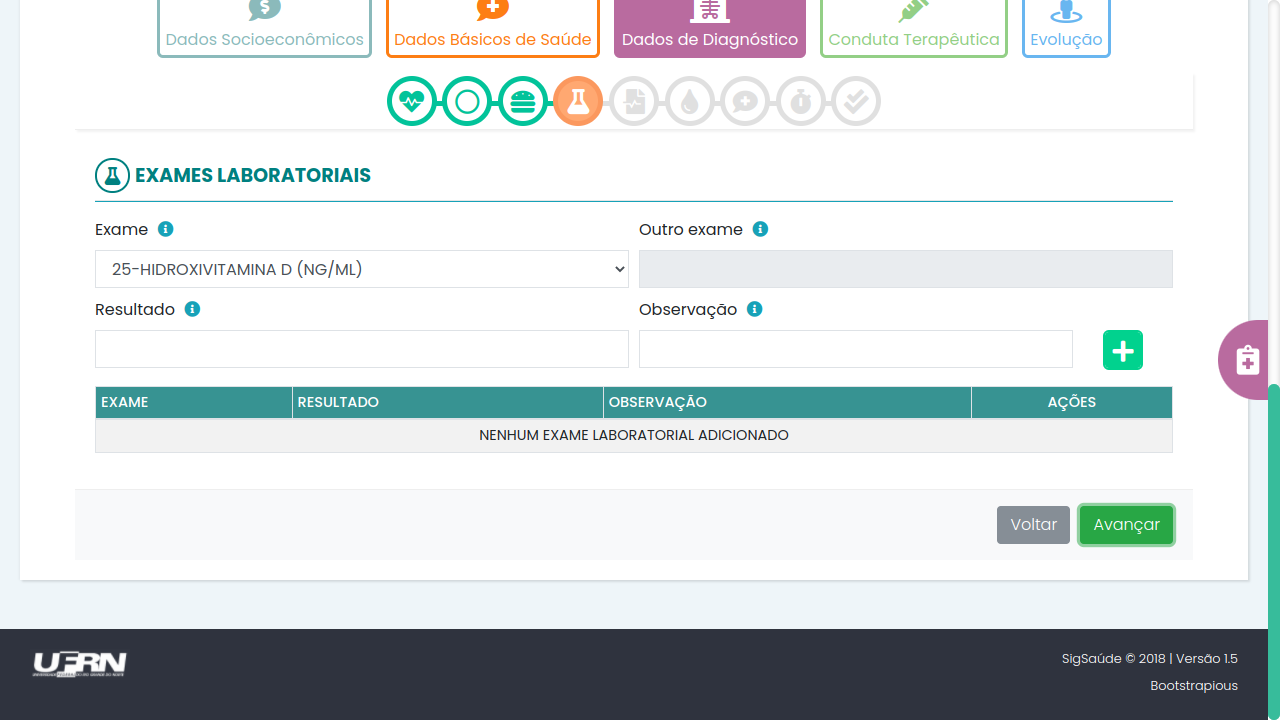 Dados Socioeconômicos
Dados Básicos de Saúde
Dados de Diagnóstico
Conduta Terapêutica
Evolução
EXAMES LABORATORIAIS
Exame
Outro exame
25-HIDROXIVITAMINA D (NG/ML)
Resultado
Observação
EXAME
RESULTADO
OBSERVAÇÃO
AÇÕES
NENHUM EXAME LABORATORIAL ADICIONADO
Voltar
Avançar
UFRN
SigSaúde © 2018 | Versão 1.5
Bootstrapious